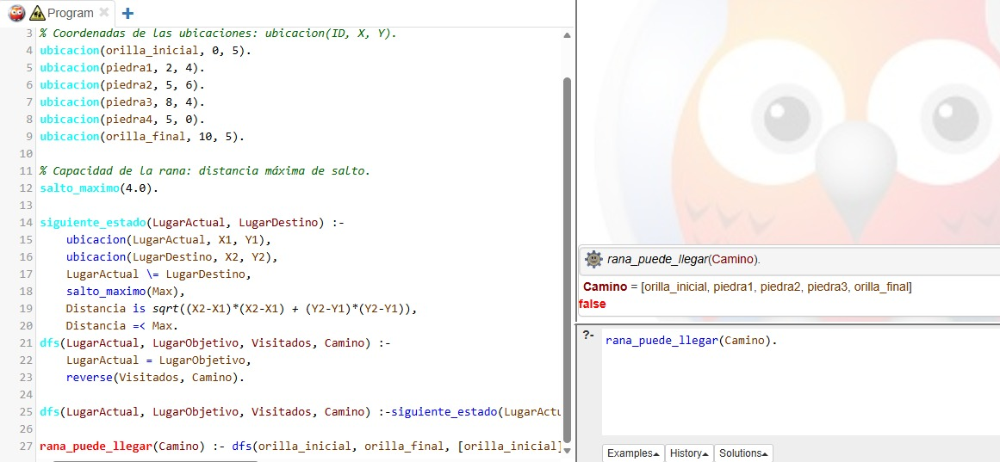 Program
3 % Coordenadas de las ubicaciones: ubicacion(ID, X, Y).
4 ubicacion(orilla_inicial, 0, 5).
5 ubicacion(piedra1, 2, 4).
6 ubicacion(piedra2, 5, 6).
7 ubicacion(piedra3, 8, 4).
8 ubicacion(piedra4, 5, 0).
9 ubicacion(orilla_final, 10, 5).
10
11 % Capacidad de la rana: distancia máxima de salto.
12 salto_maximo(4.0).
13
14 siguiente_estado(LugarActual, LugarDestino) :-
15     ubicacion(LugarActual, X1, Y1),
16     ubicacion(LugarDestino, X2, Y2),
17     LugarActual \= LugarDestino,
18     salto_maximo(Max),
19     Distancia is sqrt((X2-X1)*(X2-X1) + (Y2-Y1)*(Y2-Y1)),
20     Distancia =< Max.
21 dfs(LugarActual, LugarObjetivo, Visitados, Camino) :-
22     LugarActual = LugarObjetivo,
23     reverse(Visitados, Camino).
24
25 dfs(LugarActual, LugarObjetivo, Visitados, Camino) :-siguiente_estado(LugarActu
26
27 rana_puede_llegar(Camino) :- dfs(orilla_inicial, orilla_final, [orilla_inicial]
rana_puede_llegar(Camino).
Camino = [orilla_inicial, piedra1, piedra2, piedra3, orilla_final]
false
?- rana_puede_llegar(Camino).
Examples History Solutions